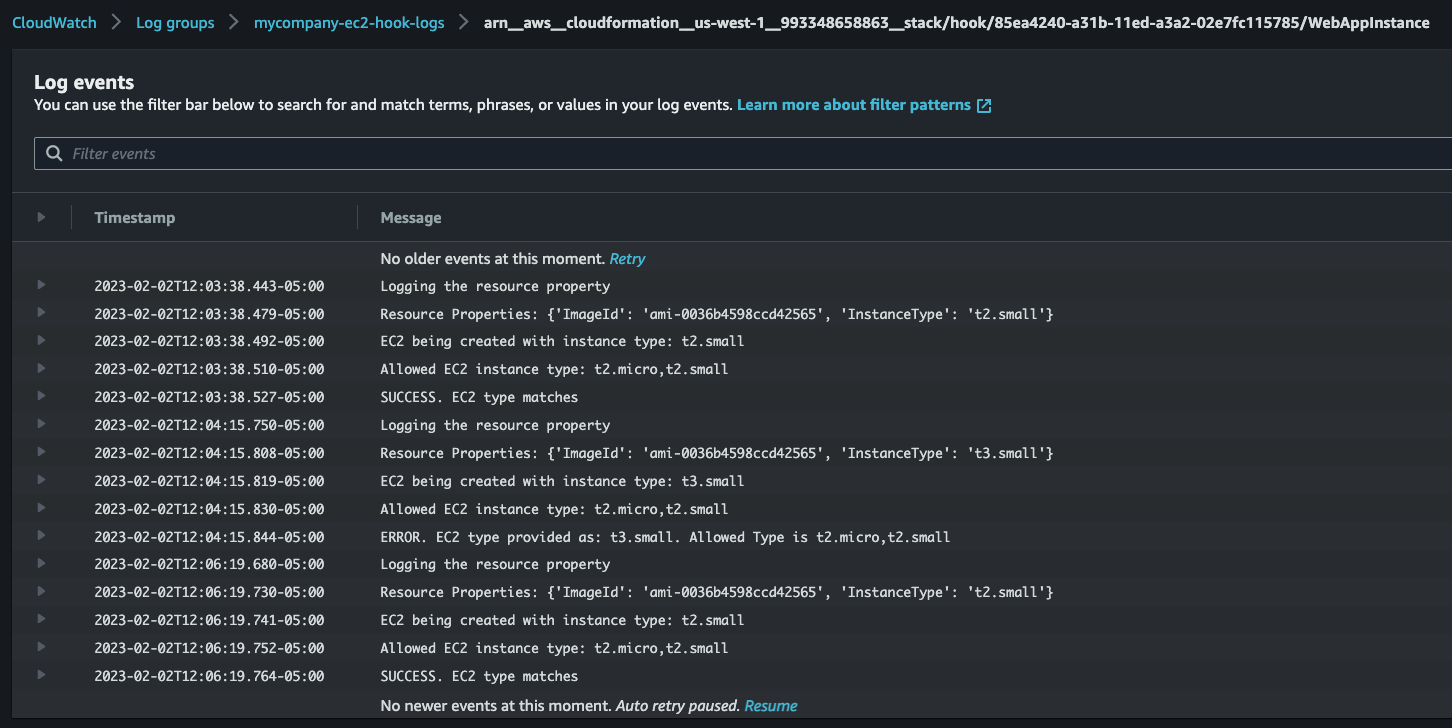 CloudWatch > Log groups > mycompany-ec2-hook-logs > arn__aws__cloudformation__us-west-1__993348658863__stack/hook/85ea4240-a31b-11ed-a3a2-02e7fc115785/WebAppInstance
Log events
You can use the filter bar below to search for and match terms, phrases, or values in your log events. Learn more about filter patterns
Filter events
Timestamp Message
No older events at this moment. Retry
2023-02-02T12:03:38.443-05:00 Logging the resource property
2023-02-02T12:03:38.479-05:00 Resource Properties: {'ImageId': 'ami-0036b4598ccd42565', 'InstanceType': 't2.small'}
2023-02-02T12:03:38.492-05:00 EC2 being created with instance type: t2.small
2023-02-02T12:03:38.510-05:00 Allowed EC2 instance type: t2.micro,t2.small
2023-02-02T12:03:38.527-05:00 SUCCESS. EC2 type matches
2023-02-02T12:04:15.750-05:00 Logging the resource property
2023-02-02T12:04:15.808-05:00 Resource Properties: {'ImageId': 'ami-0036b4598ccd42565', 'InstanceType': 't3.small'}
2023-02-02T12:04:15.819-05:00 EC2 being created with instance type: t3.small
2023-02-02T12:04:15.830-05:00 Allowed EC2 instance type: t2.micro,t2.small
2023-02-02T12:04:15.844-05:00 ERROR. EC2 type provided as: t3.small. Allowed Type is t2.micro,t2.small
2023-02-02T12:06:19.680-05:00 Logging the resource property
2023-02-02T12:06:19.730-05:00 Resource Properties: {'ImageId': 'ami-0036b4598ccd42565', 'InstanceType': 't2.small'}
2023-02-02T12:06:19.741-05:00 EC2 being created with instance type: t2.small
2023-02-02T12:06:19.752-05:00 Allowed EC2 instance type: t2.micro,t2.small
2023-02-02T12:06:19.764-05:00 SUCCESS. EC2 type matches
No newer events at this moment. Auto retry paused. Resume